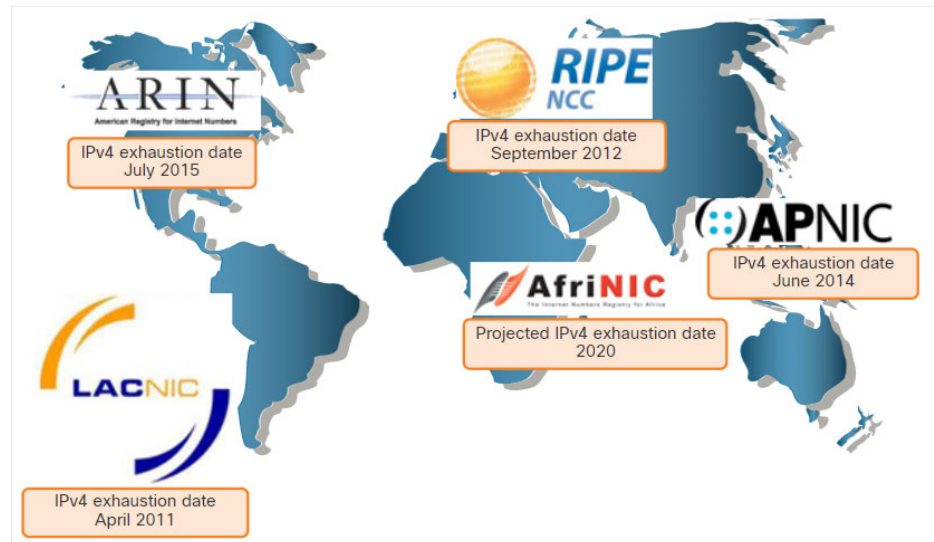 ARIN
American Registry for Internet Numbers
IPv4 exhaustion date
July 2015
RIPE
NCC
IPv4 exhaustion date
September 2012
APNIC
IPv4 exhaustion date
June 2014
AfriNIC
The Internet Numbers Registry for Africa
Projected IPv4 exhaustion date
2020
LACNIC
IPv4 exhaustion date
April 2011